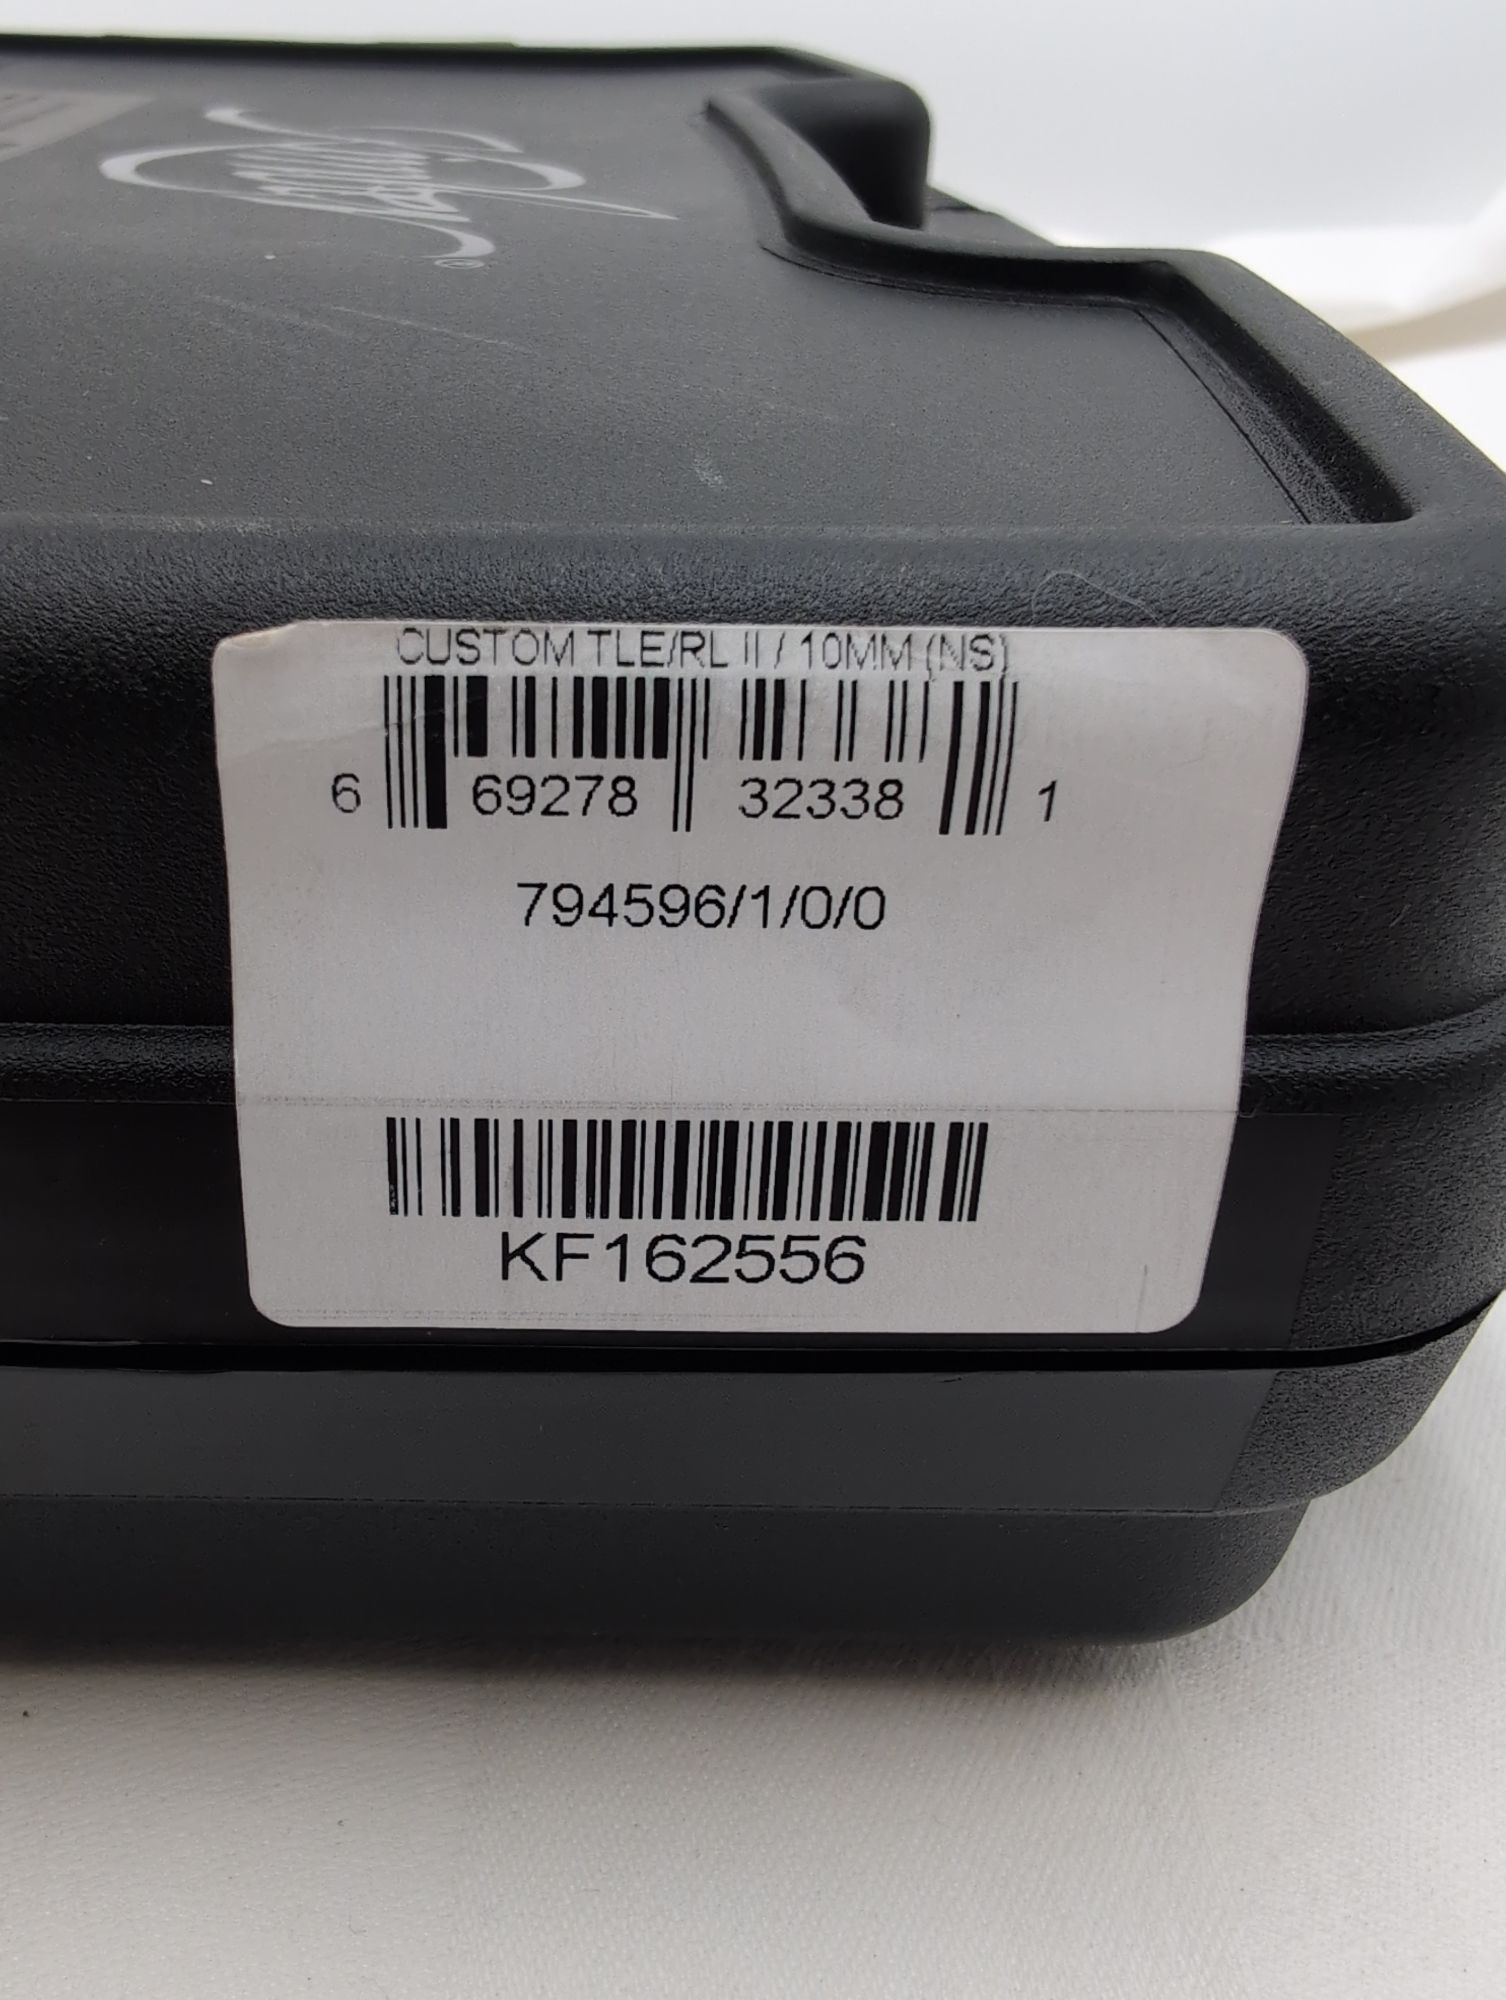 CUSTOM TLE/RL II / 10MM (NS)
6 69278 32338 1
794596/1/0/0
KF162556